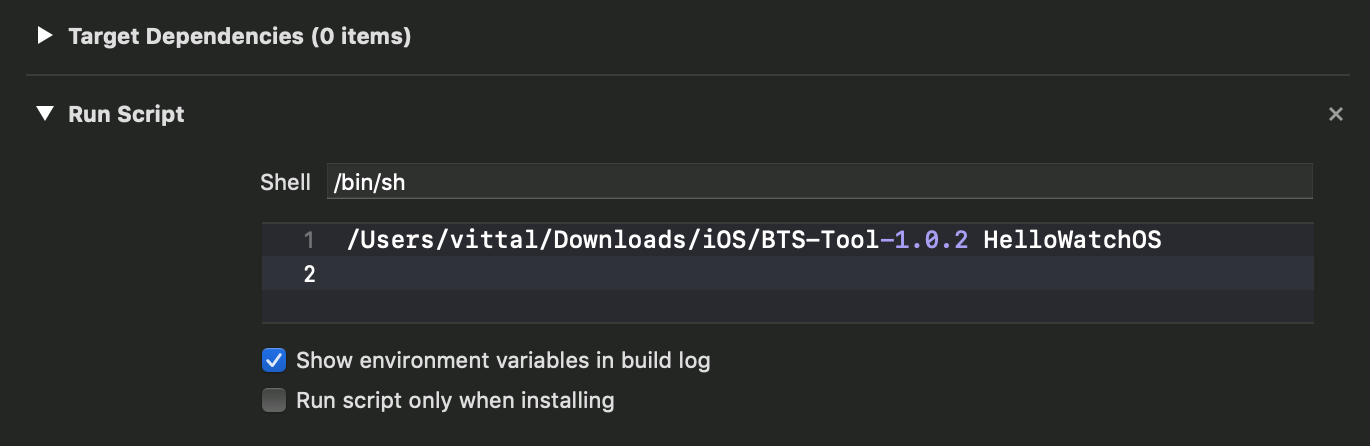 Target Dependencies (0 items)
Run Script
Shell /bin/sh
1 /Users/vittal/Downloads/iOS/BTS-Tool-1.0.2 HelloWatchOS
2
Show environment variables in build log
Run script only when installing